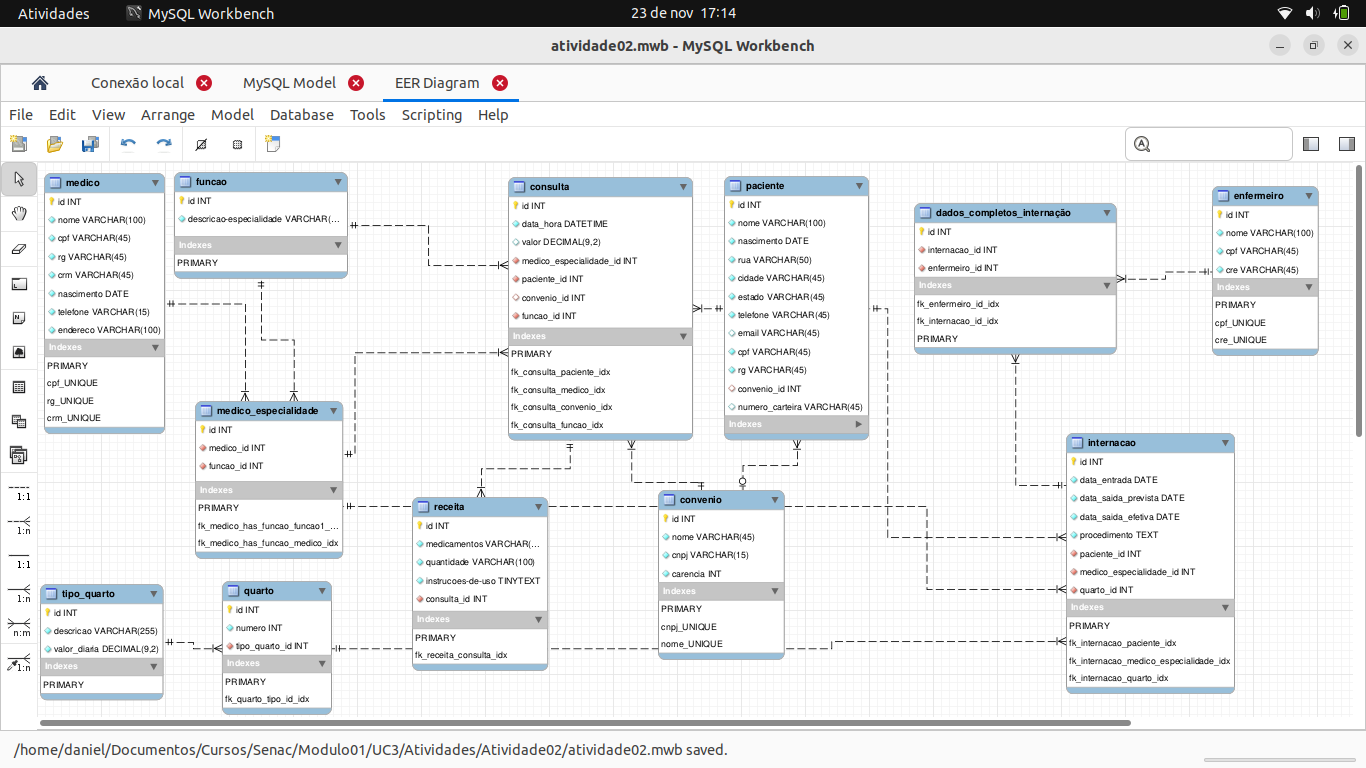 Atividades
MySQL Workbench
23 de nov 17:14
atividade02.mwb - MySQL Workbench
Conexão local
MySQL Model
EER Diagram
File Edit View Arrange Model Database Tools Scripting Help
medico
id INT
nome VARCHAR(100)
cpf VARCHAR(45)
rg VARCHAR(45)
crm VARCHAR(45)
nascimento DATE
telefone VARCHAR(15)
endereco VARCHAR(100)
Indexes
PRIMARY
cpf_UNIQUE
rg_UNIQUE
crm_UNIQUE
funcao
id INT
descricao-especialidade VARCHAR(...
Indexes
PRIMARY
consulta
id INT
data_hora DATETIME
valor DECIMAL(9,2)
medico_especialidade_id INT
paciente_id INT
convenio_id INT
funcao_id INT
Indexes
PRIMARY
fk_consulta_paciente_idx
fk_consulta_medico_idx
fk_consulta_convenio_idx
fk_consulta_funcao_idx
paciente
id INT
nome VARCHAR(100)
nascimento DATE
rua VARCHAR(50)
cidade VARCHAR(45)
estado VARCHAR(45)
telefone VARCHAR(45)
email VARCHAR(45)
cpf VARCHAR(45)
rg VARCHAR(45)
convenio_id INT
numero_carteira VARCHAR(45)
Indexes
dados_completos_internação
id INT
internacao_id INT
enfermeiro_id INT
Indexes
fk_enfermeiro_id_idx
fk_internacao_id_idx
PRIMARY
enfermeiro
id INT
nome VARCHAR(100)
cpf VARCHAR(45)
cre VARCHAR(45)
Indexes
PRIMARY
cpf_UNIQUE
cre_UNIQUE
medico_especialidade
id INT
medico_id INT
funcao_id INT
Indexes
PRIMARY
fk_medico_has_funcao_funcao1_...
fk_medico_has_funcao_medico_idx
receita
id INT
medicamentos VARCHAR(...
quantidade VARCHAR(100)
instrucoes-de-uso TINYTEXT
consulta_id INT
Indexes
PRIMARY
fk_receita_consulta_idx
convenio
id INT
nome VARCHAR(45)
cnpj VARCHAR(15)
carencia INT
Indexes
PRIMARY
cnpj_UNIQUE
nome_UNIQUE
internacao
id INT
data_entrada DATE
data_saida_prevista DATE
data_saida_efetiva DATE
procedimento TEXT
paciente_id INT
medico_especialidade_id INT
quarto_id INT
Indexes
PRIMARY
fk_internacao_paciente_idx
fk_internacao_medico_especialidade_idx
fk_internacao_quarto_idx
tipo_quarto
id INT
descricao VARCHAR(255)
valor_diaria DECIMAL(9,2)
Indexes
PRIMARY
quarto
id INT
numero INT
tipo_quarto_id INT
Indexes
PRIMARY
fk_quarto_tipo_id_idx
1:1
1:n
1:1
1:n
n:m
1:n
/home/daniel/Documentos/Cursos/Senac/Modulo01/UC3/Atividades/Atividade02/atividade02.mwb saved.